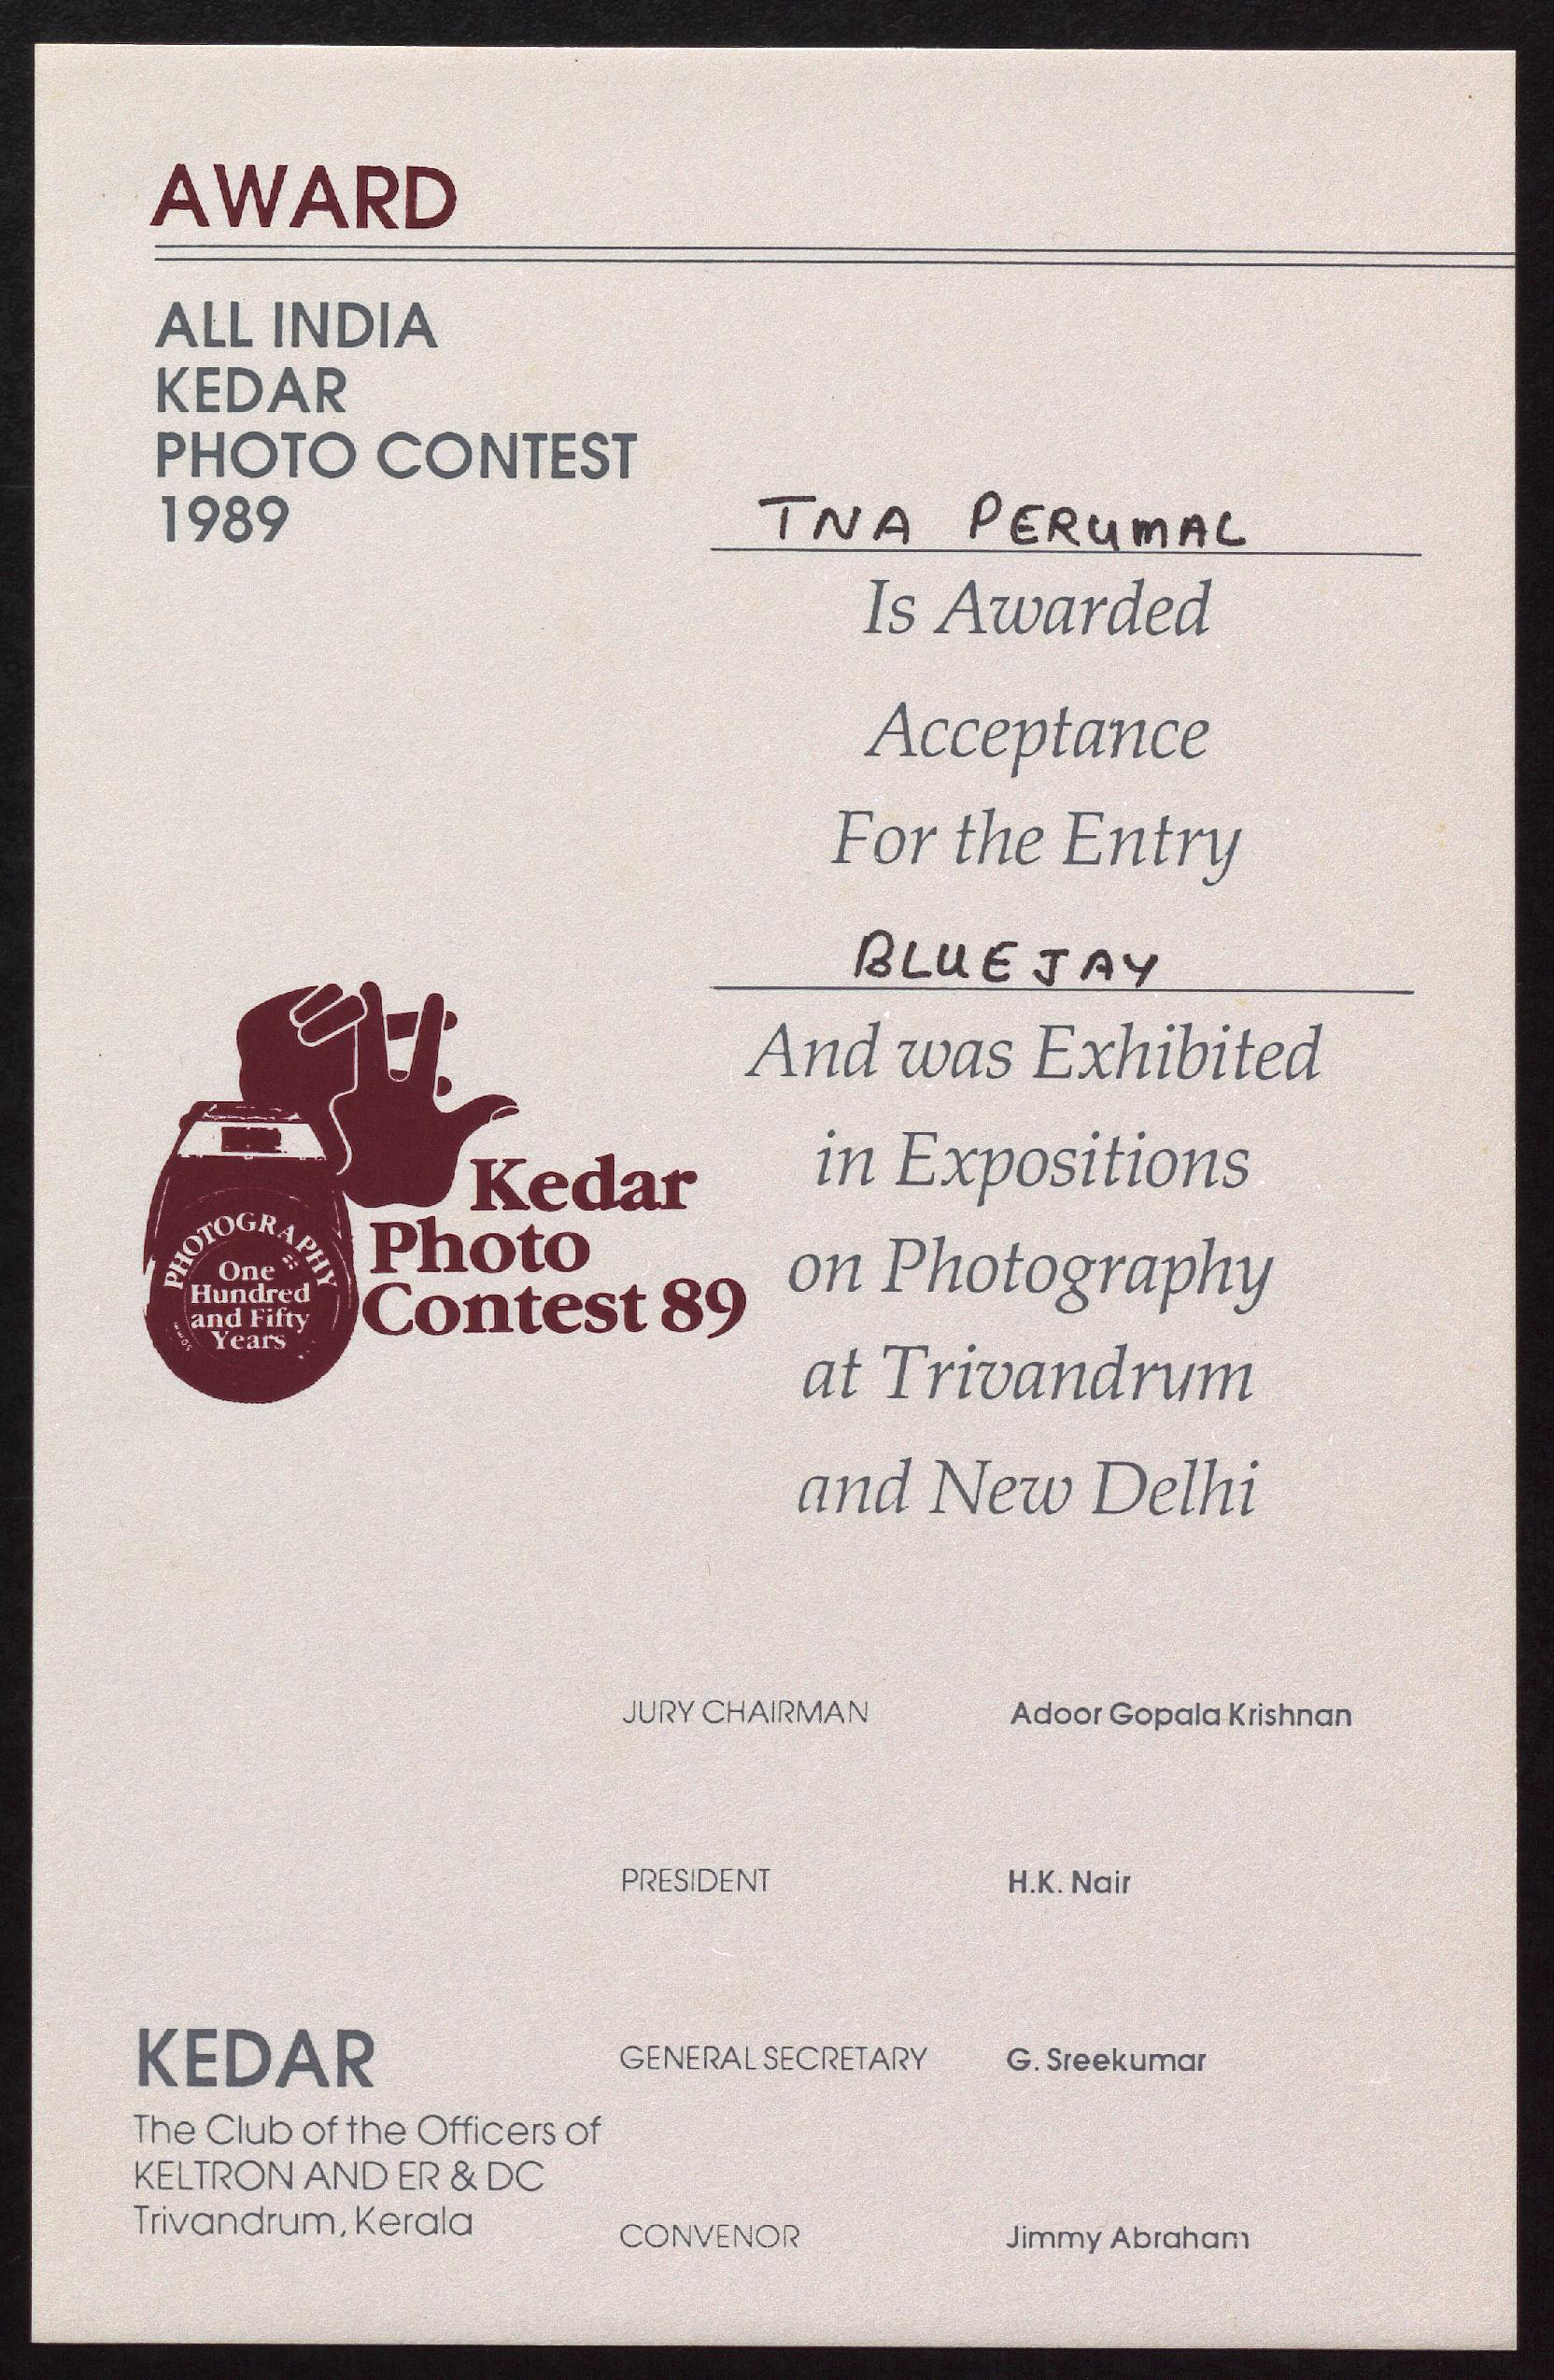 AWARD
ALL INDIA
KEDAR
PHOTO CONTEST
1989
TNA PERUMAL
Is Awarded
Acceptance
For the Entry
BLUE JAY
And was Exhibited
in Expositions
on Photography
at Trivandrum
and New Delhi
Kedar
Photo
Contest 89
PHOTOGRAPHY
One
Hundred
and Fifty
Years
JURY CHAIRMAN Adoor Gopala Krishnan
PRESIDENT H.K. Nair
GENERAL SECRETARY G. Sreekumar
CONVENOR Jimmy Abraham
KEDAR
The Club of the Officers of
KELTRON AND ER & DC
Trivandrum, Kerala